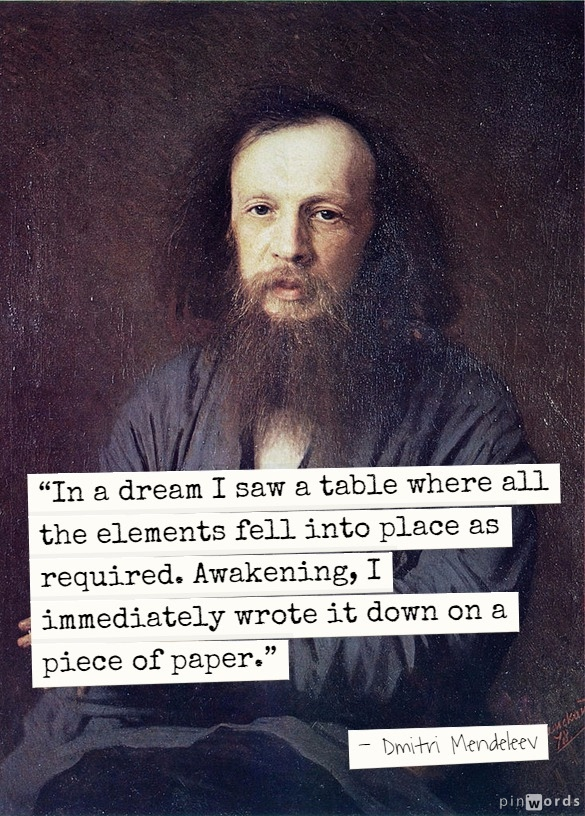 “In a dream I saw a table where all
the elements fell into place as
required. Awakening, I
immediately wrote it down on a
piece of paper.”
- Dmitri Mendeleev
pinwords